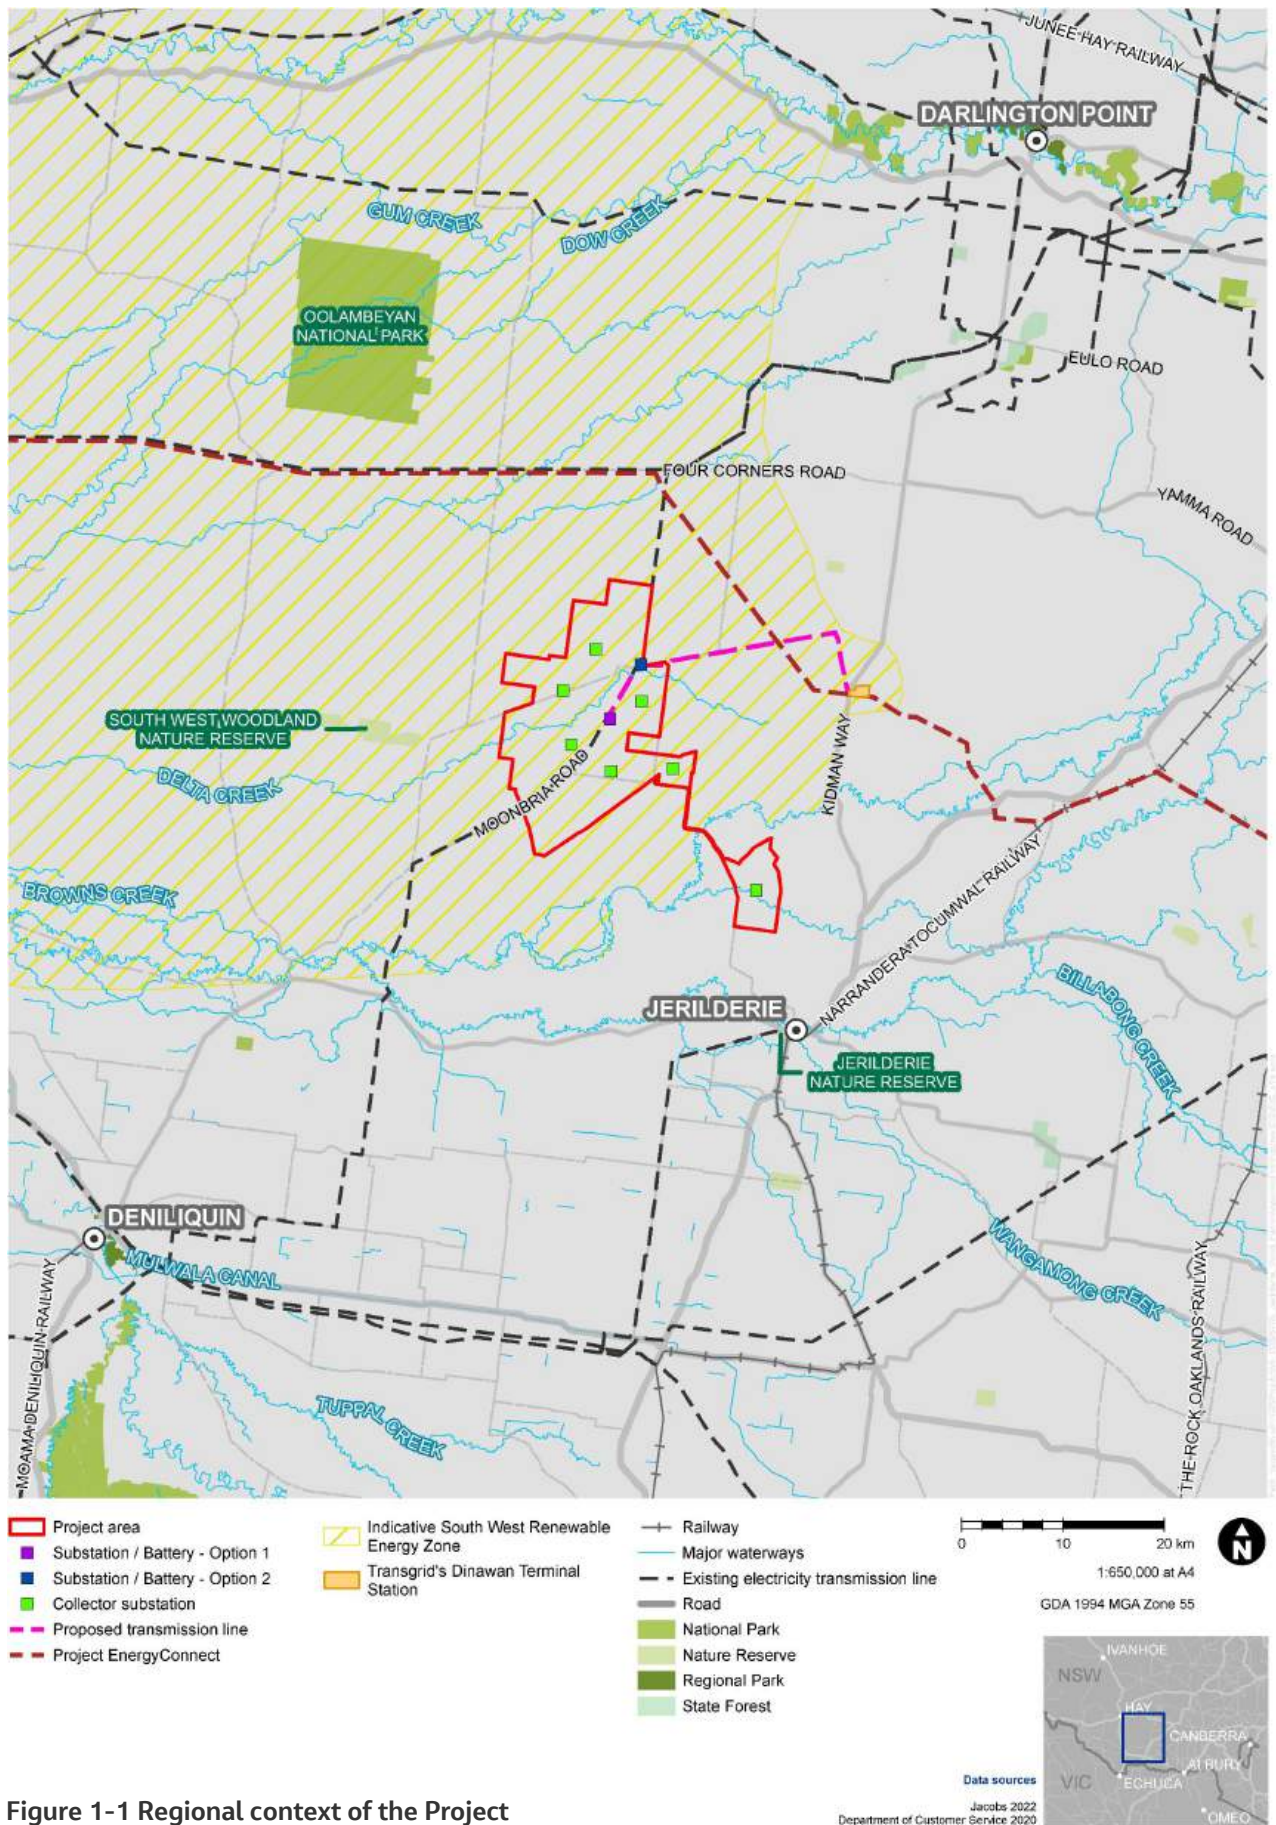 JUNEE HAY RAILWAY
DARLINGTON POINT
GUM CREEK
DOW CREEK
OOLAMBEYAN
NATIONAL PARK
EULO ROAD
FOUR CORNERS ROAD
YAMMA ROAD
SOUTH WEST WOODLAND
NATURE RESERVE
DELTA CREEK
MOONBRIA ROAD
KIDMAN WAY
BROWNS CREEK
NARRANDERA TOCUMWAL RAILWAY
JERILDERIE
BILLABONG CREEK
JERILDERIE
NATURE RESERVE
DENILIQUIN
MULWALA CANAL
WANGAMONG CREEK
MOAMA DENILIQUIN RAILWAY
TUPPAL CREEK
THE ROCK OAKLANDS RAILWAY
Project area
Substation / Battery - Option 1
Substation / Battery - Option 2
Collector substation
Proposed transmission line
Project EnergyConnect
Indicative South West Renewable
Energy Zone
Transgrid's Dinawan Terminal
Station
Railway
Major waterways
Existing electricity transmission line
Road
National Park
Nature Reserve
Regional Park
State Forest
0 10 20 km
N
1:650,000 at A4
GDA 1994 MGA Zone 55
IVANHOE
NSW
HAY
CANBERRA
ALBURY
VIC
ECHUCA
OMEO
Data sources
Jacobs 2022
Department of Customer Service 2020
Figure 1-1 Regional context of the Project